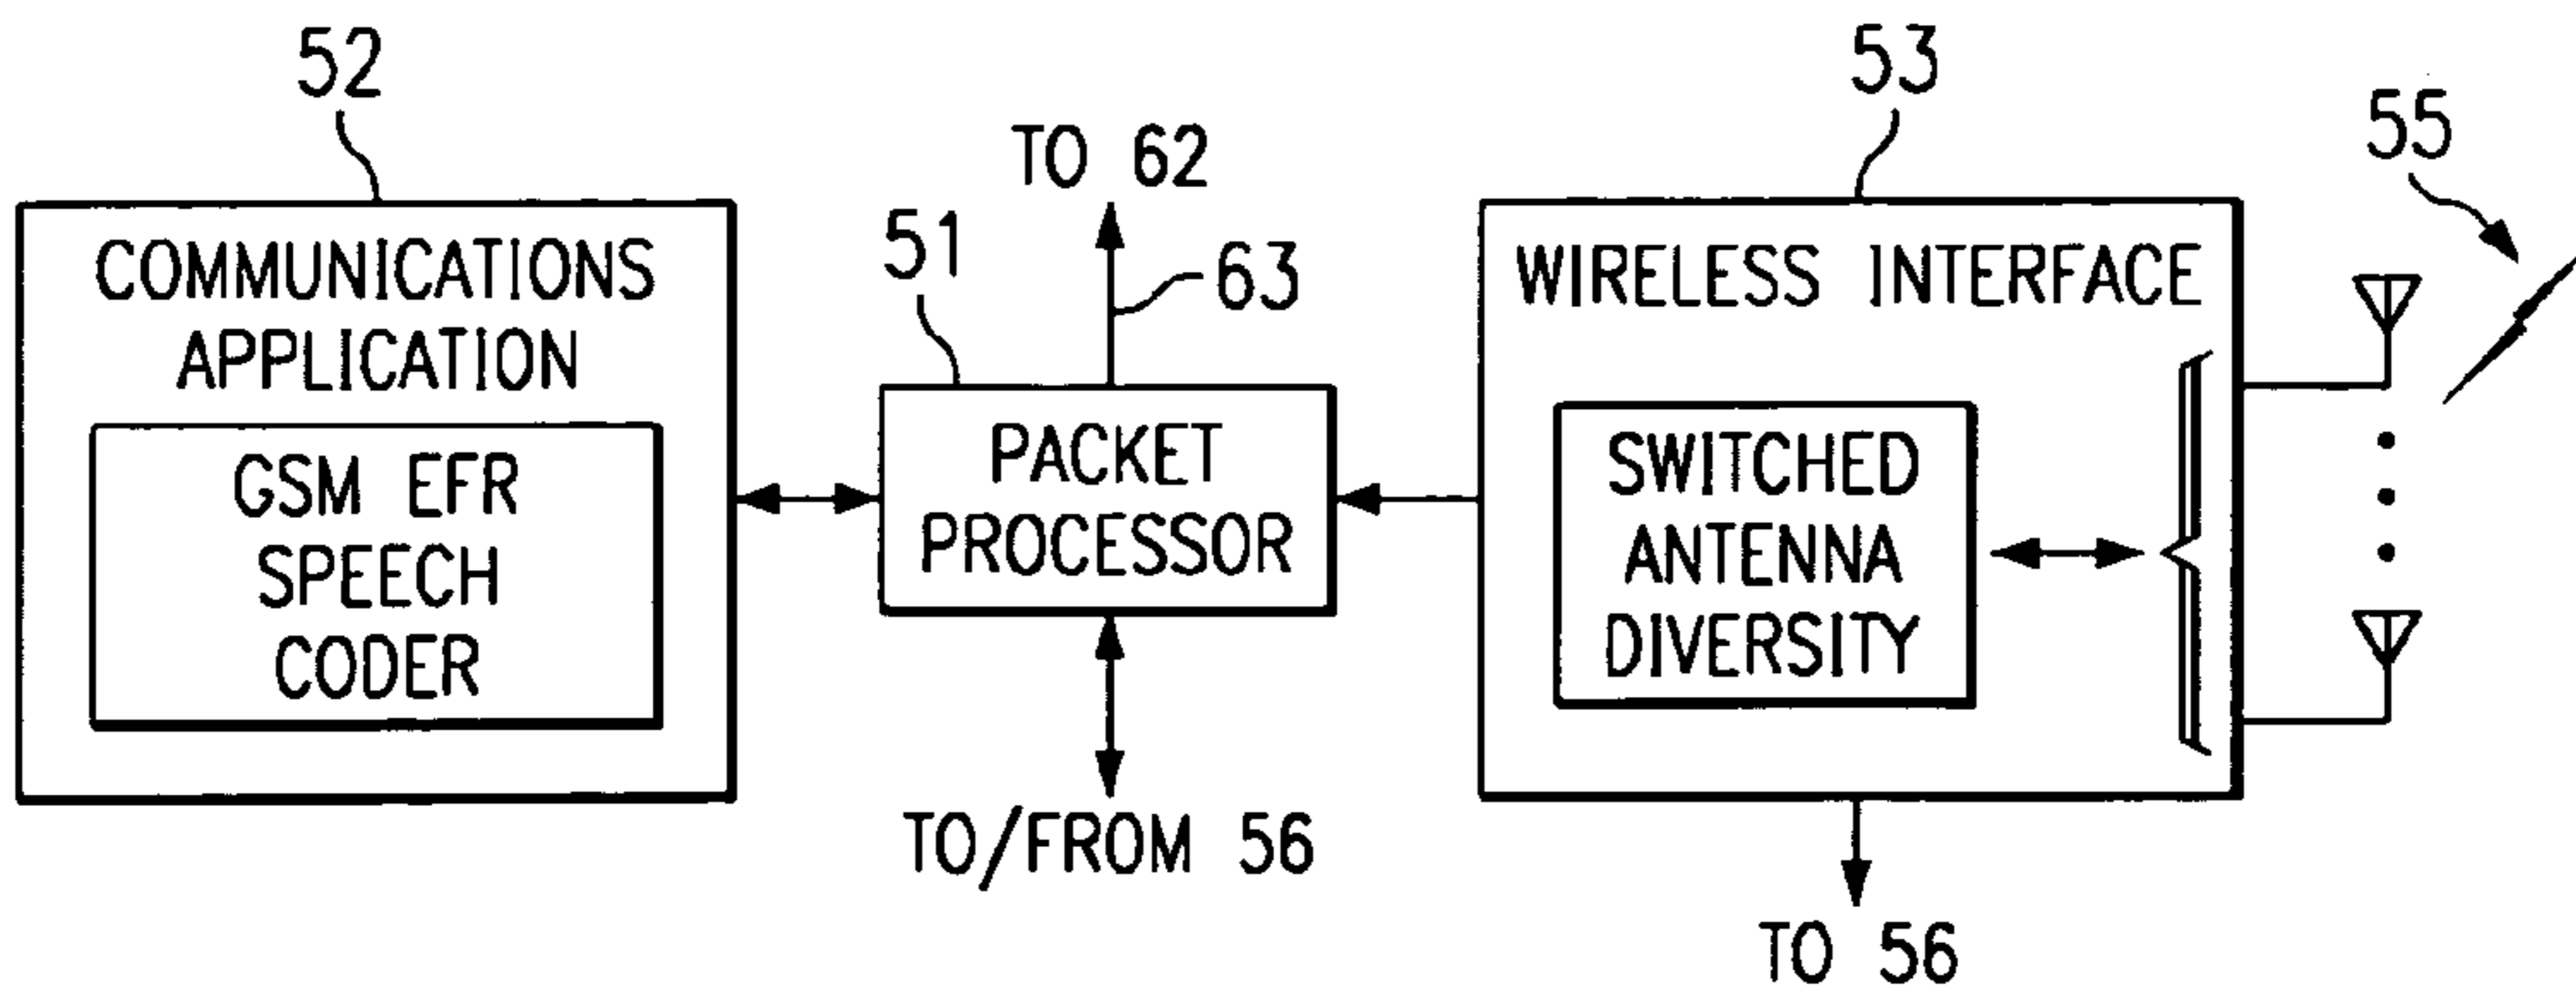 52
53
55
TO 62
51
63
COMMUNICATIONS
APPLICATION
GSM EFR
SPEECH
CODER
PACKET
PROCESSOR
WIRELESS INTERFACE
SWITCHED
ANTENNA
DIVERSITY
TO/FROM 56
TO 56